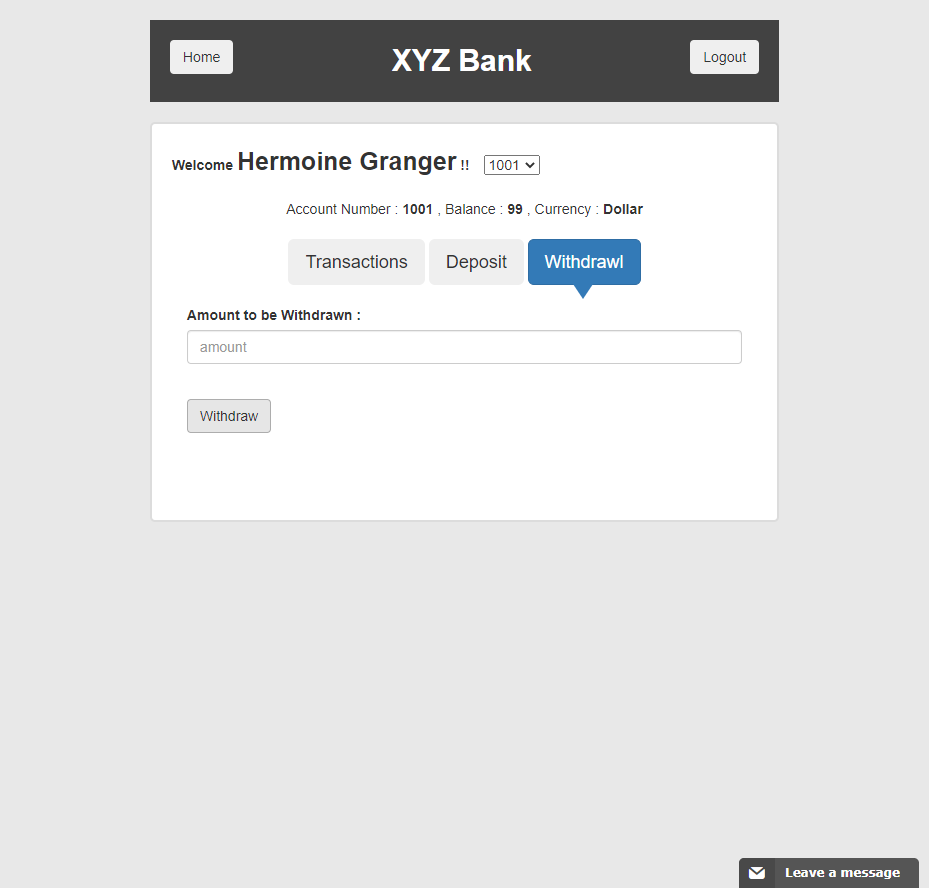 Home XYZ Bank Logout
Welcome Hermoine Granger !! 1001
Account Number : 1001 , Balance : 99 , Currency : Dollar
Transactions Deposit Withdrawl
Amount to be Withdrawn :
amount
Withdraw
Leave a message